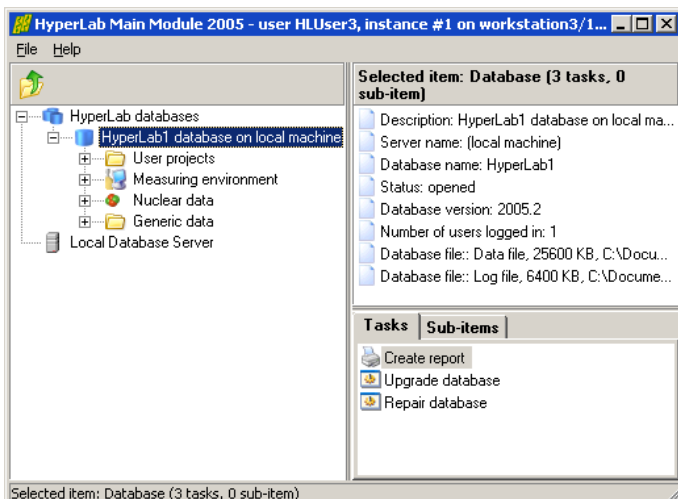 HyperLab Main Module 2005 - user HLUser3, instance #1 on workstation3/1...
File Help
HyperLab databases
HyperLab1 database on local machine
User projects
Measuring environment
Nuclear data
Generic data
Local Database Server
Selected item: Database (3 tasks, 0
sub-item)
Description: HyperLab1 database on local ma...
Server name: (local machine)
Database name: HyperLab1
Status: opened
Database version: 2005.2
Number of users logged in: 1
Database file:: Data file, 25600 KB, C:\Docu...
Database file:: Log file, 6400 KB, C:\Docume...
Tasks Sub-items
Create report
Upgrade database
Repair database
Selected item: Database (3 tasks, 0 sub-item)